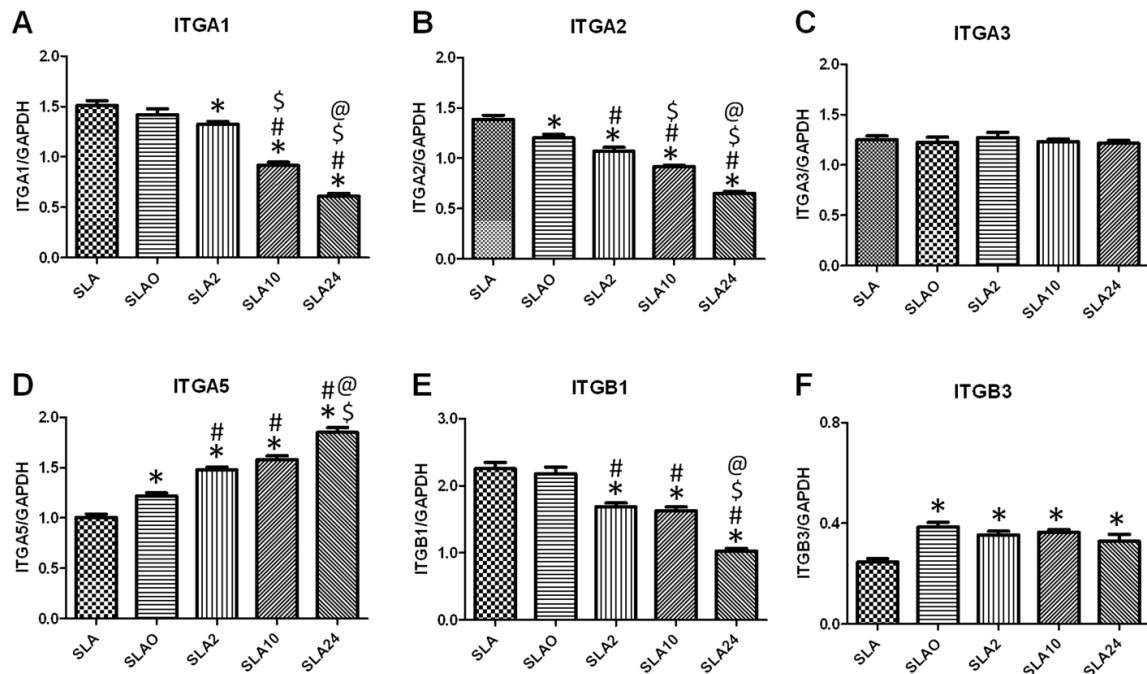 A
ITGA1
ITGA1/GAPDH
2.0
1.5
1.0
0.5
0.0
*
$
#
*
@
$
#
*
SLA
SLAO
SLA2
SLA10
SLA24
B
ITGA2
ITGA2/GAPDH
2.0
1.5
1.0
0.5
0.0
*
#
*
$
#
*
@
$
#
*
SLA
SLAO
SLA2
SLA10
SLA24
C
ITGA3
ITGA3/GAPDH
2.0
1.5
1.0
0.5
0.0
SLA
SLAO
SLA2
SLA10
SLA24
D
ITGA5
ITGA5/GAPDH
2.0
1.5
1.0
0.5
0.0
*
#
*
#
*
#@
*$
SLA
SLAO
SLA2
SLA10
SLA24
E
ITGB1
ITGB1/GAPDH
3.0
2.0
1.0
0.0
#
*
#
*
@
$
#
*
SLA
SLAO
SLA2
SLA10
SLA24
F
ITGB3
ITGB3/GAPDH
0.8
0.4
0.0
*
*
*
*
SLA
SLAO
SLA2
SLA10
SLA24